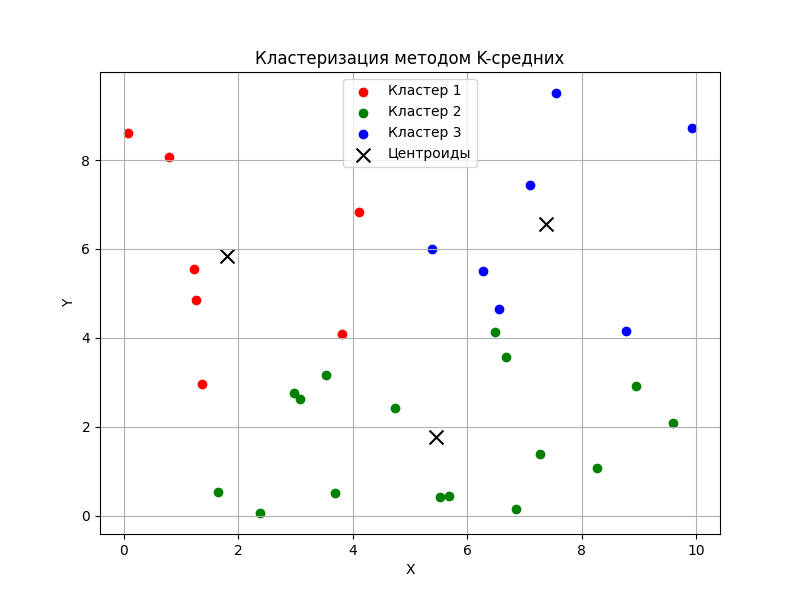 Кластеризация методом K-средних
Кластер 1
Кластер 2
Кластер 3
Центроиды
8
6
4
2
0
Y
0 2 4 6 8 10
X